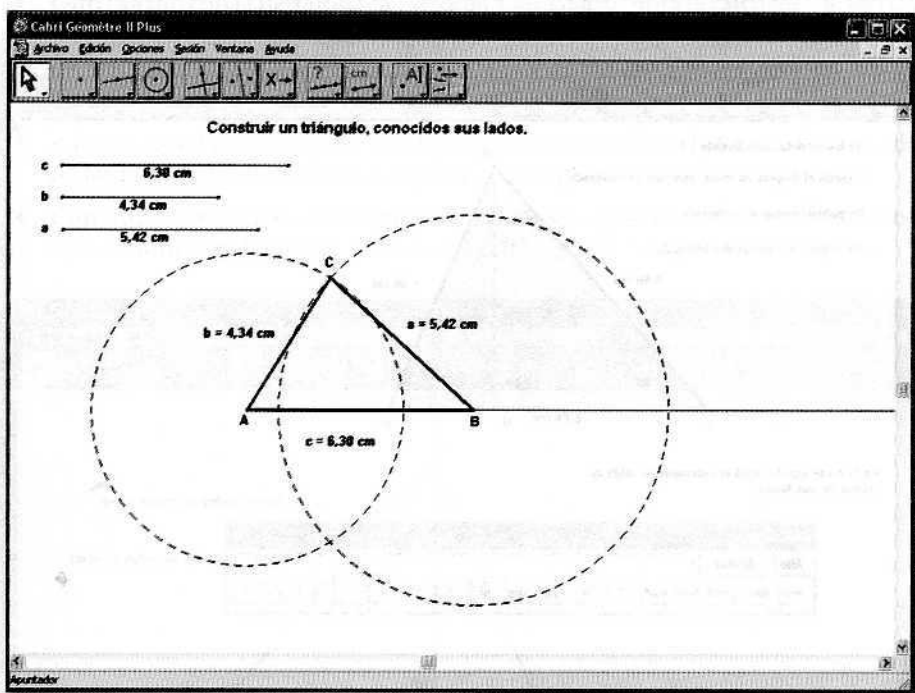 Cabri Géomètre II Plus
Archivo Edición Opciones Sesión Ventana Ayuda
? cm A]
X
Construir un triángulo, conocidos sus lados.
c
6,30 cm
b
4,34 cm
a
5,42 cm
C
b = 4,34 cm
a = 5,42 cm
A
B
c = 6,30 cm
Apuntador